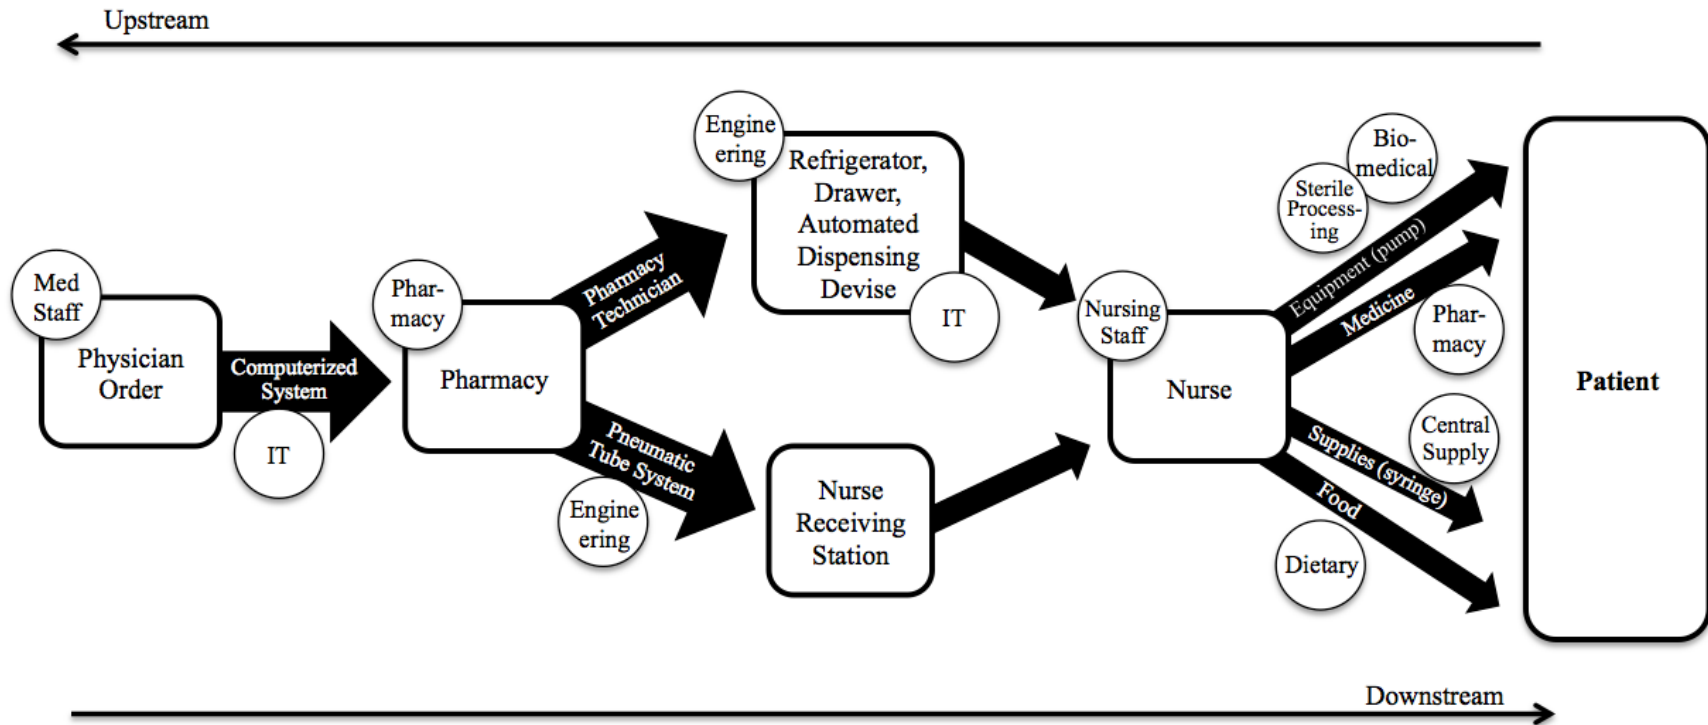 Upstream
Med
Staff
Physician
Order
Computerized
System
IT
Phar-
macy
Pharmacy
Pharmacy
Technician
Pneumatic
Tube System
Engine
ering
Engine
ering
Refrigerator,
Drawer,
Automated
Dispensing
Devise
IT
Nurse
Receiving
Station
Nursing
Staff
Nurse
Bio-
medical
Sterile
Process-
ing
Equipment (pump)
Medicine
Phar-
macy
Central
Supply
Supplies (syringe)
Food
Dietary
Patient
Downstream